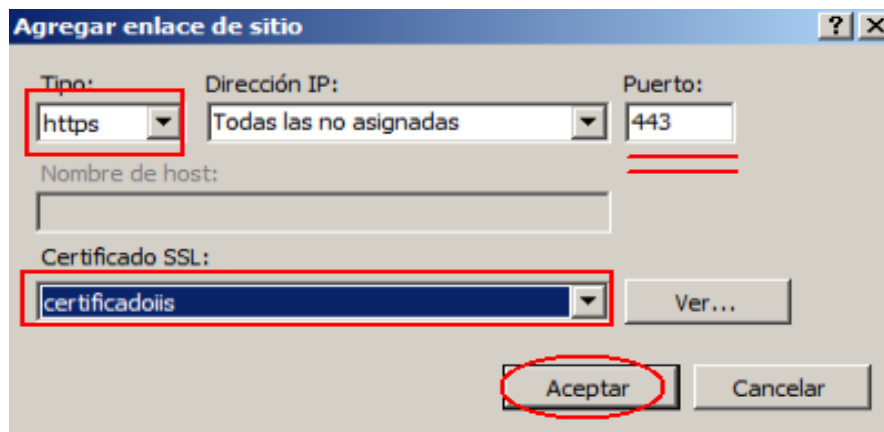 Agregar enlace de sitio
Tipo: Dirección IP: Puerto:
https Todas las no asignadas 443
Nombre de host:
Certificado SSL:
certificadoiis Ver...
Aceptar Cancelar